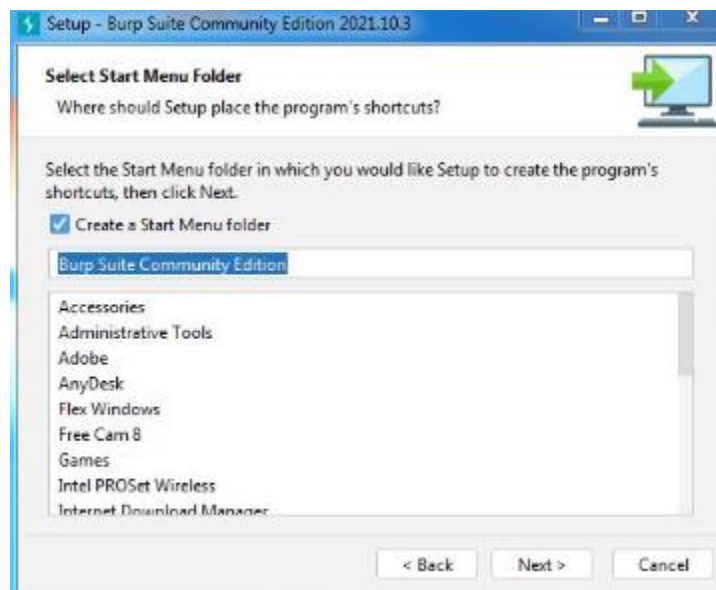 Setup - Burp Suite Community Edition 2021.10.3
Select Start Menu Folder
Where should Setup place the program's shortcuts?
Select the Start Menu folder in which you would like Setup to create the program's
shortcuts, then click Next.
Create a Start Menu folder
Burp Suite Community Edition
Accessories
Administrative Tools
Adobe
AnyDesk
Flex Windows
Free Cam 8
Games
Intel PROSet Wireless
Internet Download Manager
< Back Next > Cancel